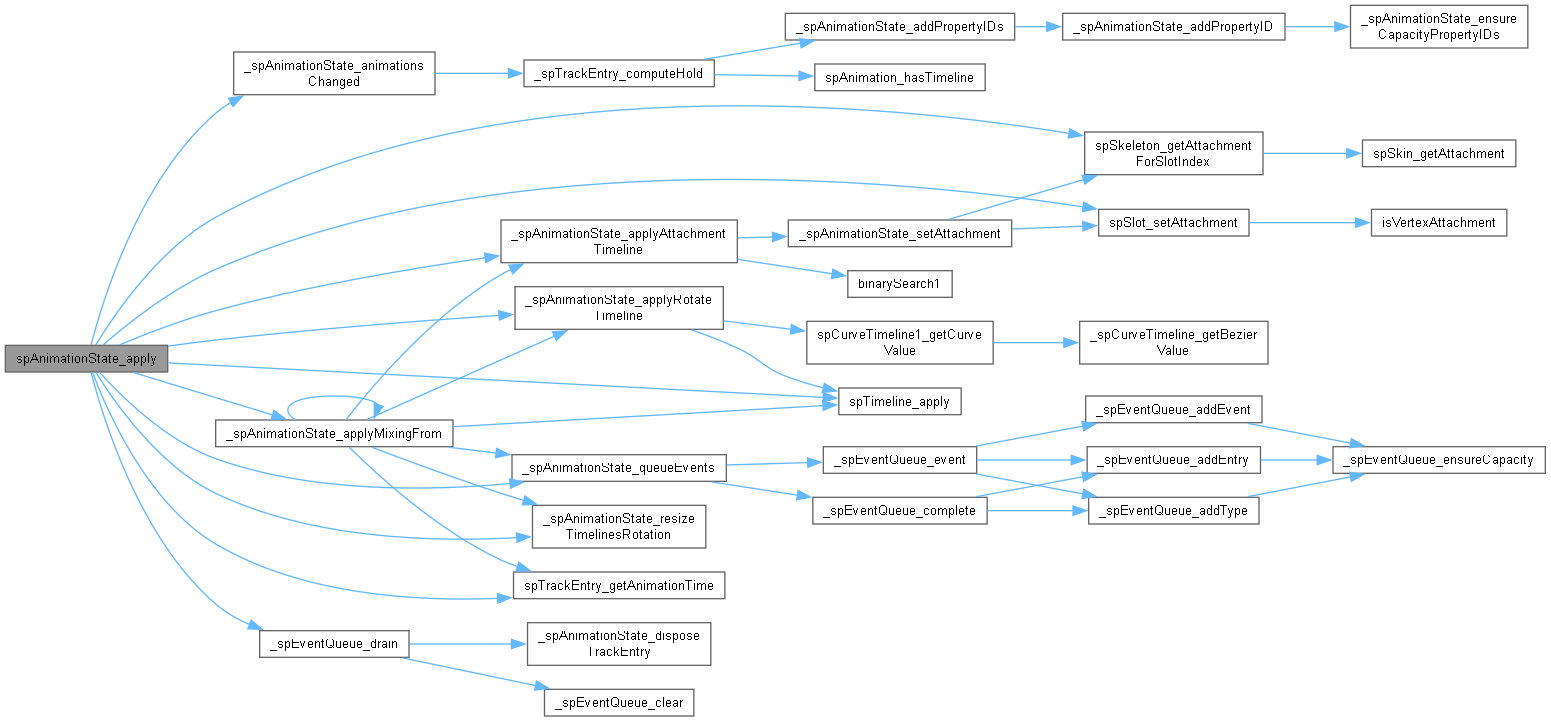 _spAnimationState_addPropertyIDs
_spAnimationState_addPropertyID
_spAnimationState_ensure
CapacityPropertyIDs
_spAnimationState_animations
Changed
_spTrackEntry_computeHold
spAnimation_hasTimeline
spSkeleton_getAttachment
ForSlotIndex
spSkin_getAttachment
_spAnimationState_applyAttachment
Timeline
_spAnimationState_setAttachment
spSlot_setAttachment
isVertexAttachment
binarySearch1
_spAnimationState_applyRotate
Timeline
spCurveTimeline1_getCurve
Value
_spCurveTimeline_getBezier
Value
spAnimationState_apply
spTimeline_apply
_spAnimationState_applyMixingFrom
_spEventQueue_addEvent
_spAnimationState_queueEvents
_spEventQueue_event
_spEventQueue_addEntry
_spEventQueue_ensureCapacity
_spEventQueue_complete
_spEventQueue_addType
_spAnimationState_resize
TimelinesRotation
spTrackEntry_getAnimationTime
_spEventQueue_drain
_spAnimationState_dispose
TrackEntry
_spEventQueue_clear